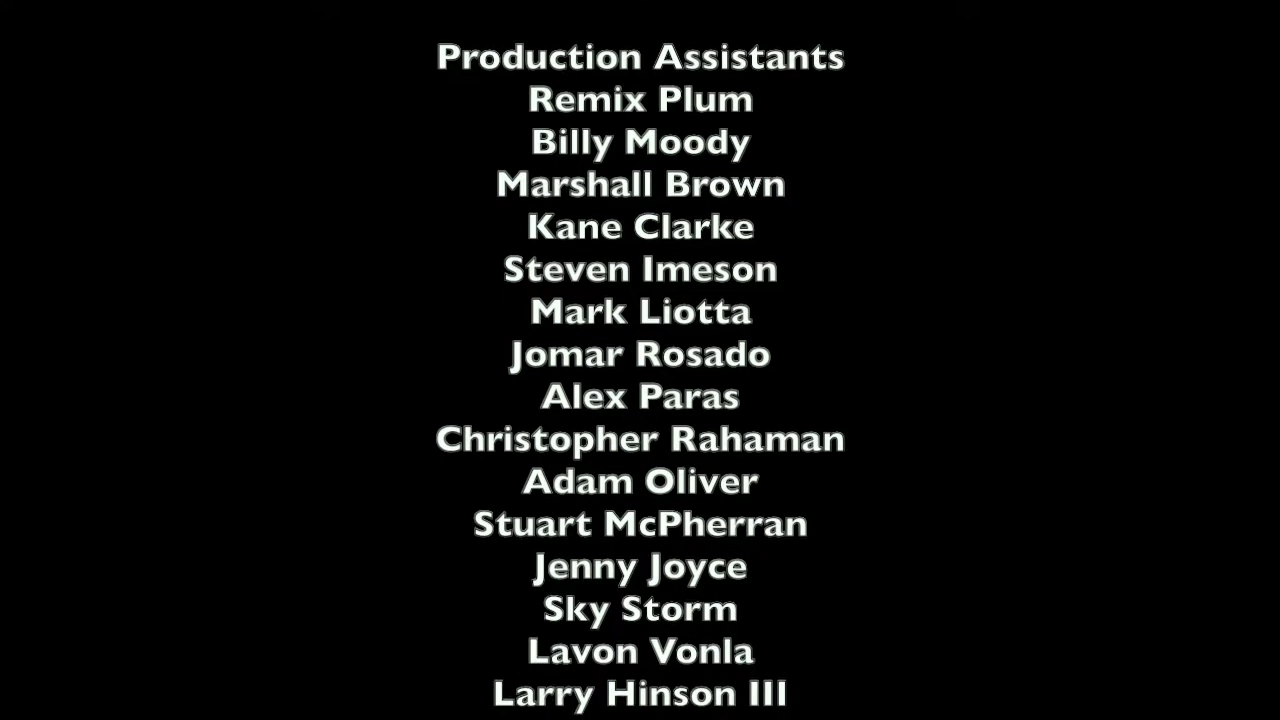 Production Assistants
Remix Plum
Billy Moody
Marshall Brown
Kane Clarke
Steven Imeson
Mark Liotta
Jomar Rosado
Alex Paras
Christopher Rahaman
Adam Oliver
Stuart McPherran
Jenny Joyce
Sky Storm
Lavon Vonla
Larry Hinson III